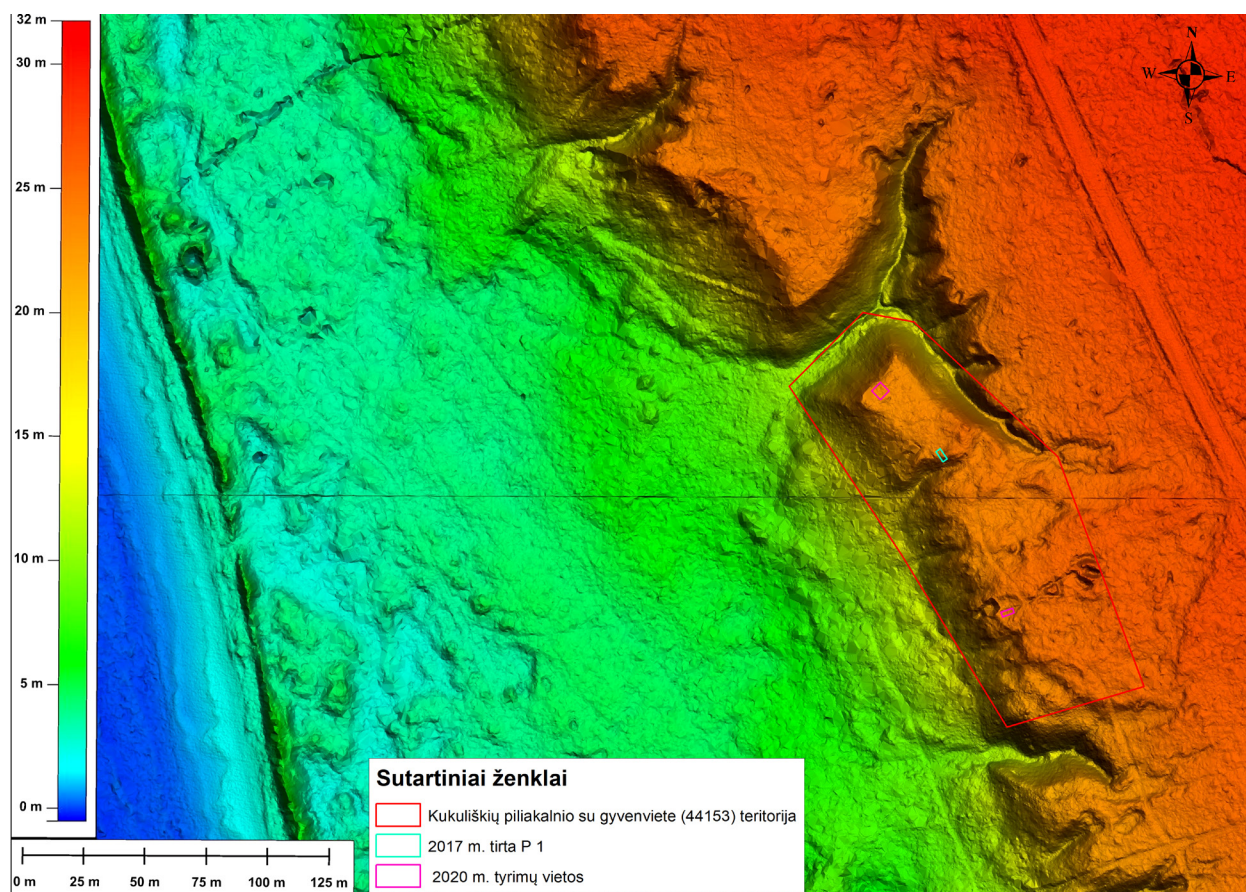 32 m
30 m
25 m
20 m
15 m
10 m
5 m
0 m
N
W E
S
0 m 25 m 50 m 75 m 100 m 125 m
Sutartiniai ženklai
Kukuliškių piliakalnio su gyvenviete (44153) teritorija
2017 m. tirta P 1
2020 m. tyrimų vietos